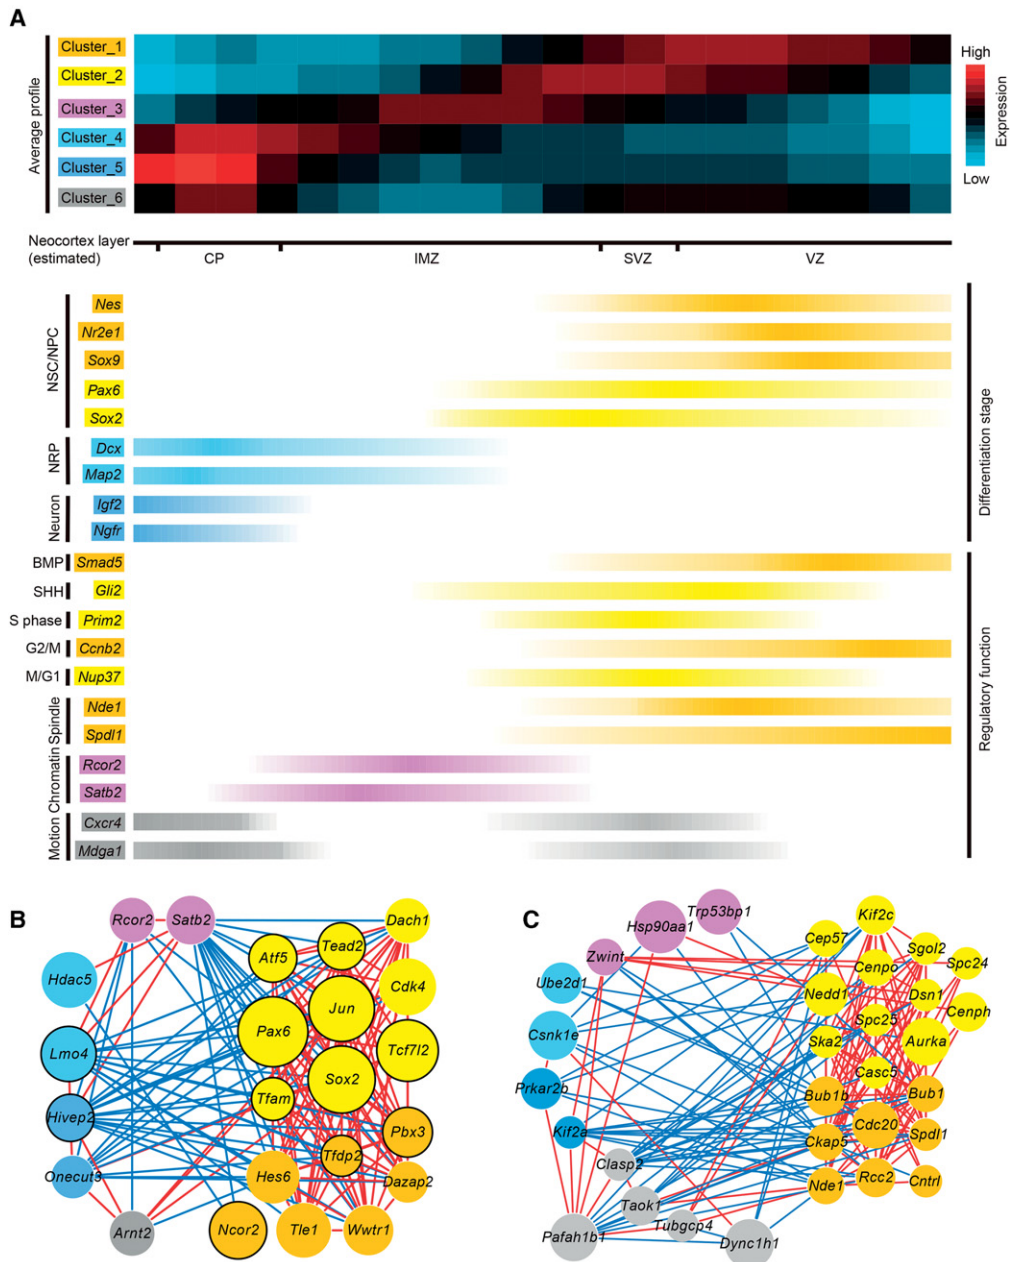 A
Average profile
Cluster_1
Cluster_2
Cluster_3
Cluster_4
Cluster_5
Cluster_6
High
Expression
Low
Neocortex layer
(estimated)
CP
IMZ
SVZ
VZ
NSC/NPC
Nes
Nr2e1
Sox9
Pax6
Sox2
NRP
Dcx
Map2
Neuron
Igf2
Ngfr
Differentiation stage
BMP
Smad5
SHH
Gli2
S phase
Prim2
G2/M
Ccnb2
M/G1
Nup37
Spindle
Nde1
Spdl1
Chromatin
Rcor2
Satb2
Motion
Cxcr4
Mdga1
Regulatory function
B
Rcor2
Satb2
Dach1
Tead2
Atf5
Hdac5
Cdk4
Jun
Pax6
Lmo4
Tcf7l2
Sox2
Tfam
Hivep2
Pbx3
Tfdp2
Onecut3
Hes6
Dazap2
Arnt2
Ncor2
Tle1
Wwtr1
C
Trp53bp1
Hsp90aa1
Kif2c
Cep57
Sgol2
Zwint
Cenpo
Spc24
Ube2d1
Nedd1
Dsn1
Cenph
Spc25
Csnk1e
Ska2
Aurka
Casc5
Prkar2b
Bub1b
Bub1
Cdc20
Kif2a
Ckap5
Spdl1
Clasp2
Nde1
Rcc2
Cntrl
Taok1
Tubgcp4
Pafah1b1
Dync1h1